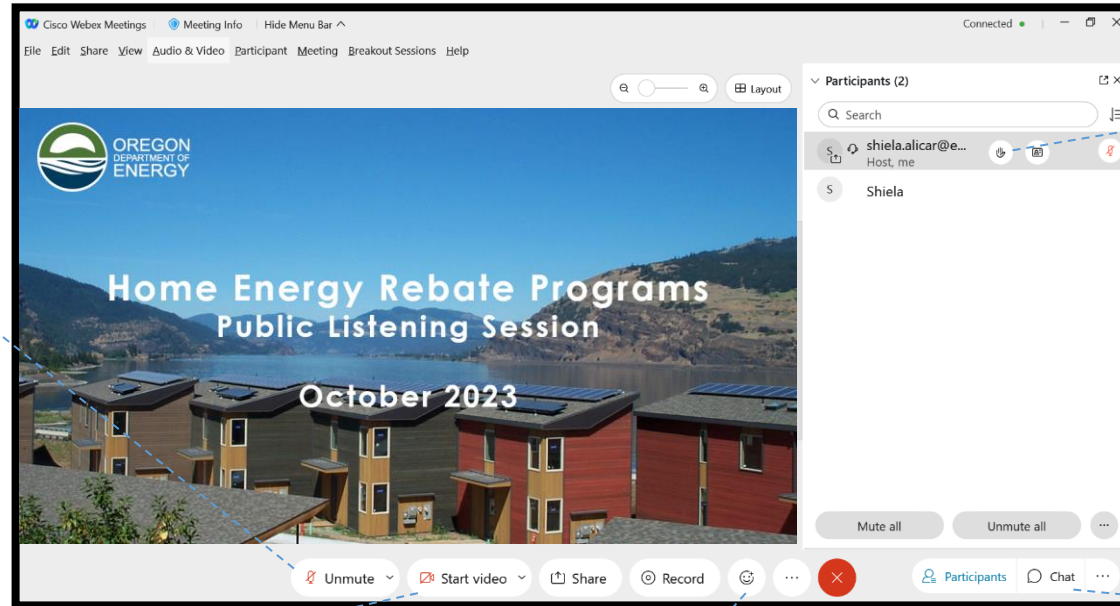 Cisco Webex Meetings Meeting Info Hide Menu Bar Connected
File Edit Share View Audio & Video Participant Meeting Breakout Sessions Help
Layout
Participants (2)
Search
S shiela.alicar@e...
Host, me
S Shiela
OREGON
DEPARTMENT OF
ENERGY
Home Energy Rebate Programs
Public Listening Session
October 2023
Mute all Unmute all ...
Unmute Start video Share Record ... Participants Chat ...